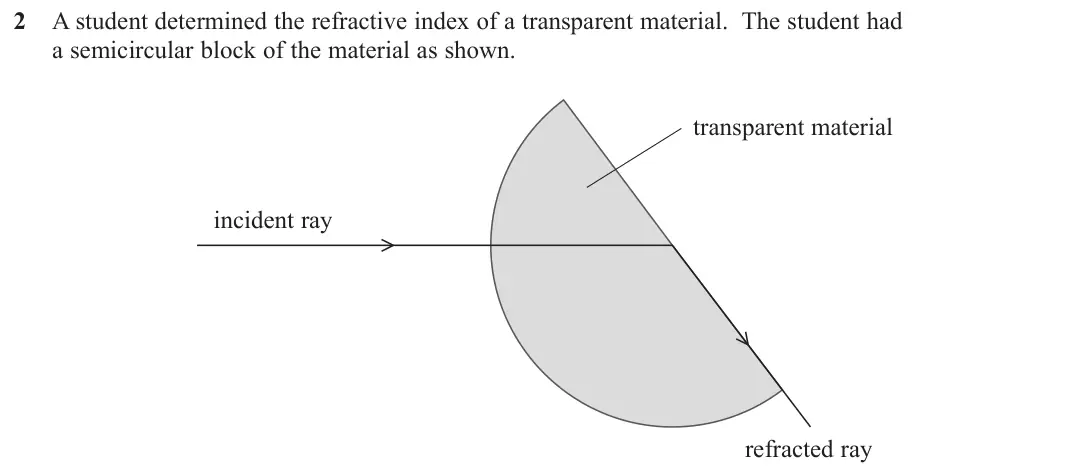 2 A student determined the refractive index of a transparent material. The student had
a semicircular block of the material as shown.
transparent material
incident ray
refracted ray